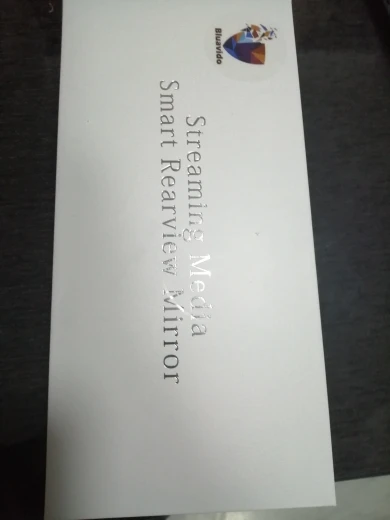 Bluavido
Streaming Media
Smart Rearview Mirror